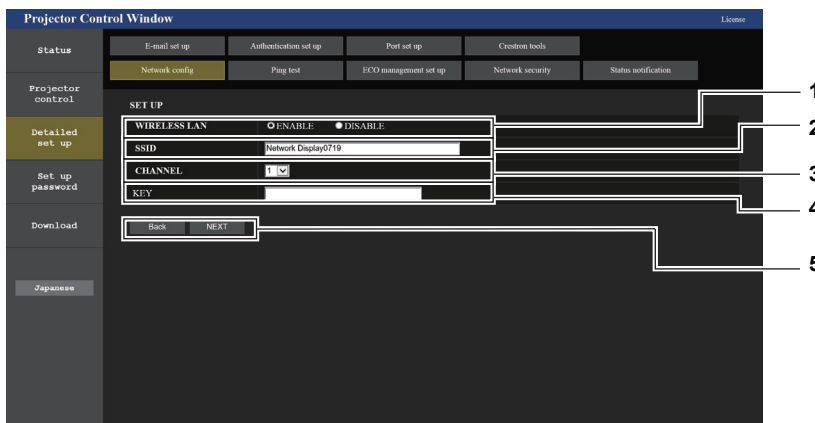 Projector Control Window
License
Status
Projector
control
Detailed
set up
Set up
password
Download
Japanese
E-mail set up
Authentication set up
Port set up
Crestron tools
Network config
Ping test
ECO management set up
Network security
Status notification
SET UP
WIRELESS LAN ENABLE DISABLE
SSID Network Display0719
CHANNEL 1
KEY
Back NEXT
1
2
3
4
5